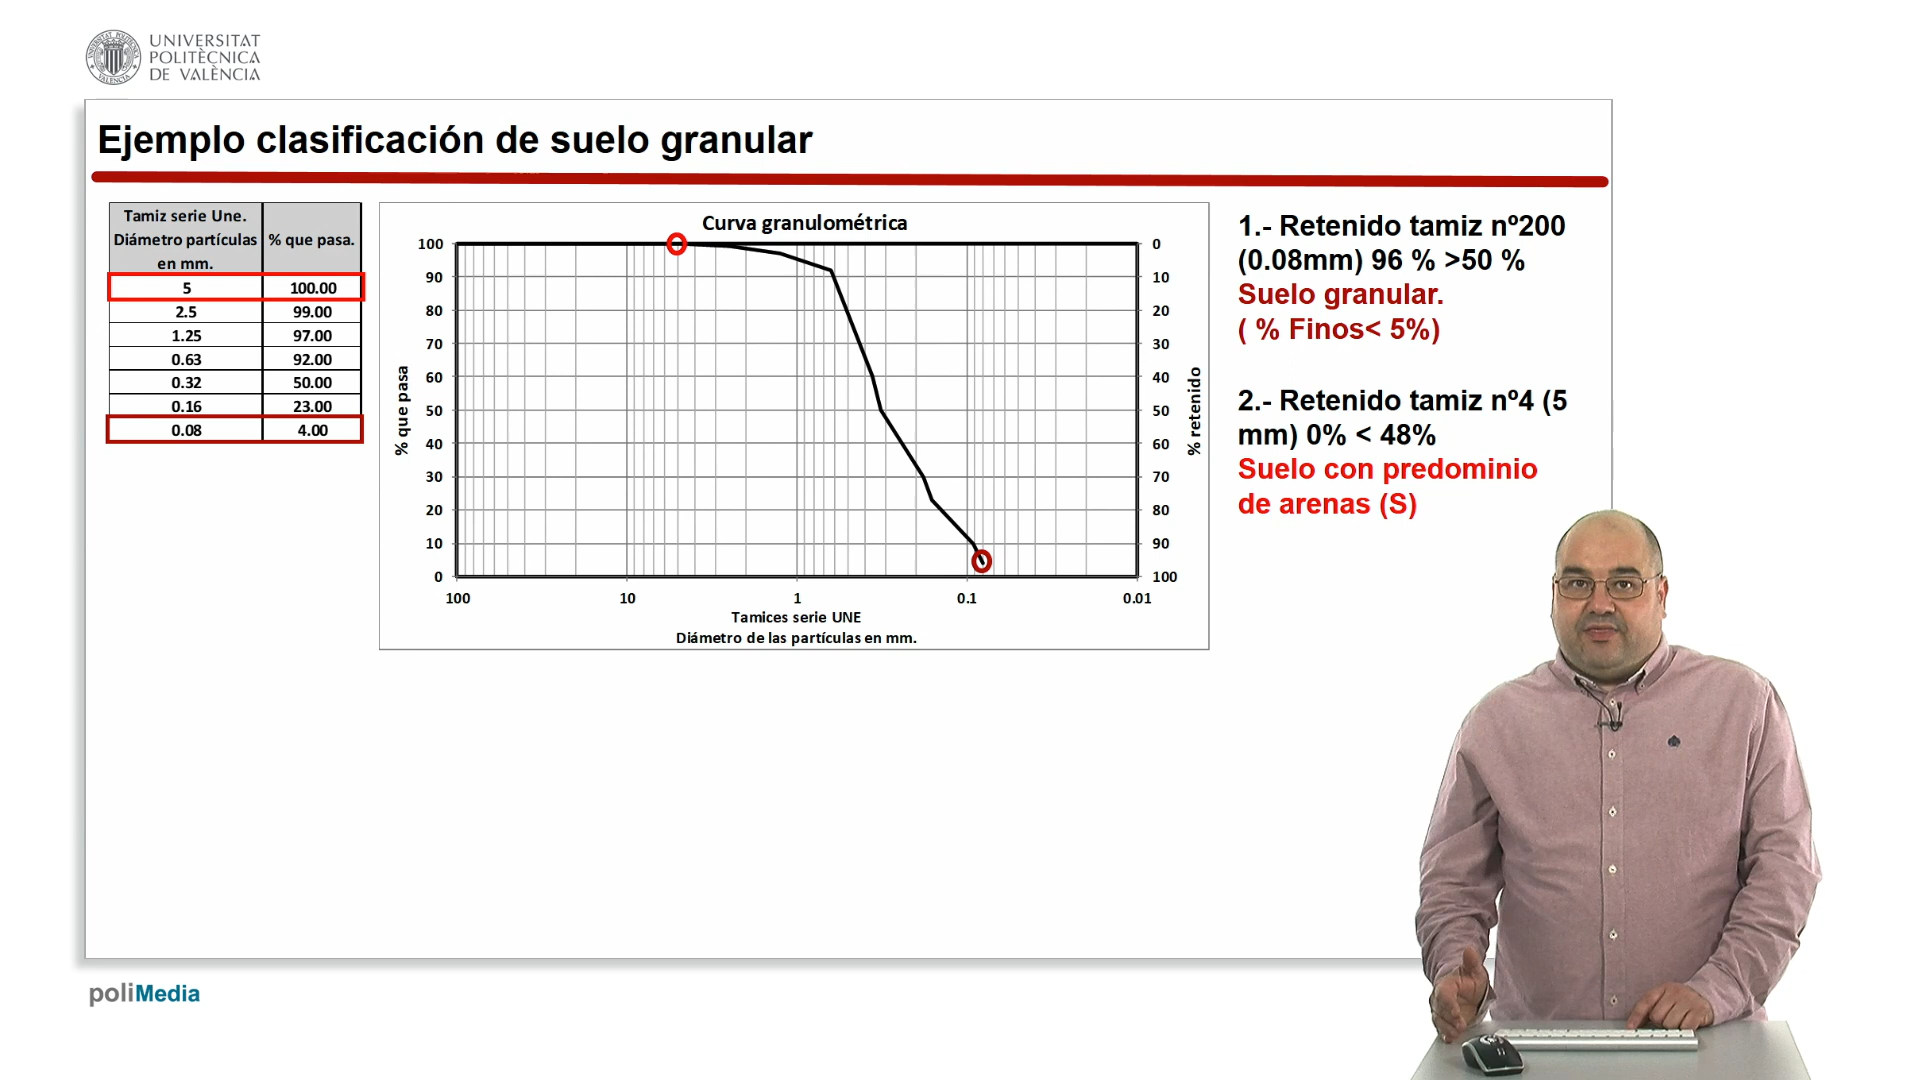 UNIVERSITAT
POLITÈCNICA
DE VALÈNCIA
Ejemplo clasificación de suelo granular
Tamiz serie Une.
Diámetro partículas
en mm.
% que pasa.
5 100.00
2.5 99.00
1.25 97.00
0.63 92.00
0.32 50.00
0.16 23.00
0.08 4.00
Curva granulométrica
100 0
90 10
80 20
70 30
60 40
50 50
40 60
30 70
20 80
10 90
0 100
% que pasa
% retenido
100 10 1 0.1 0.01
Tamices serie UNE
Diámetro de las partículas en mm.
1.- Retenido tamiz nº200
(0.08mm) 96 % >50 %
Suelo granular.
( % Finos< 5%)
2.- Retenido tamiz nº4 (5
mm) 0% < 48%
Suelo con predominio
de arenas (S)
poliMedia